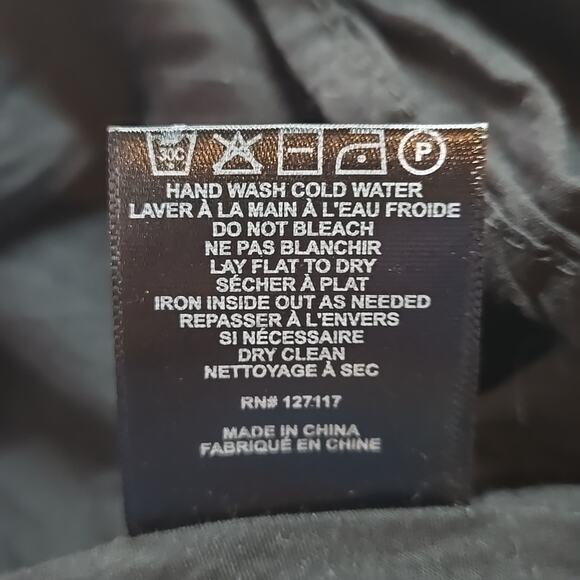 30C P
HAND WASH COLD WATER
LAVER À LA MAIN À L'EAU FROIDE
DO NOT BLEACH
NE PAS BLANCHIR
LAY FLAT TO DRY
SÉCHER À PLAT
IRON INSIDE OUT AS NEEDED
REPASSER À L'ENVERS
SI NÉCESSAIRE
DRY CLEAN
NETTOYAGE À SEC
RN# 127117
MADE IN CHINA
FABRIQUÉ EN CHINE